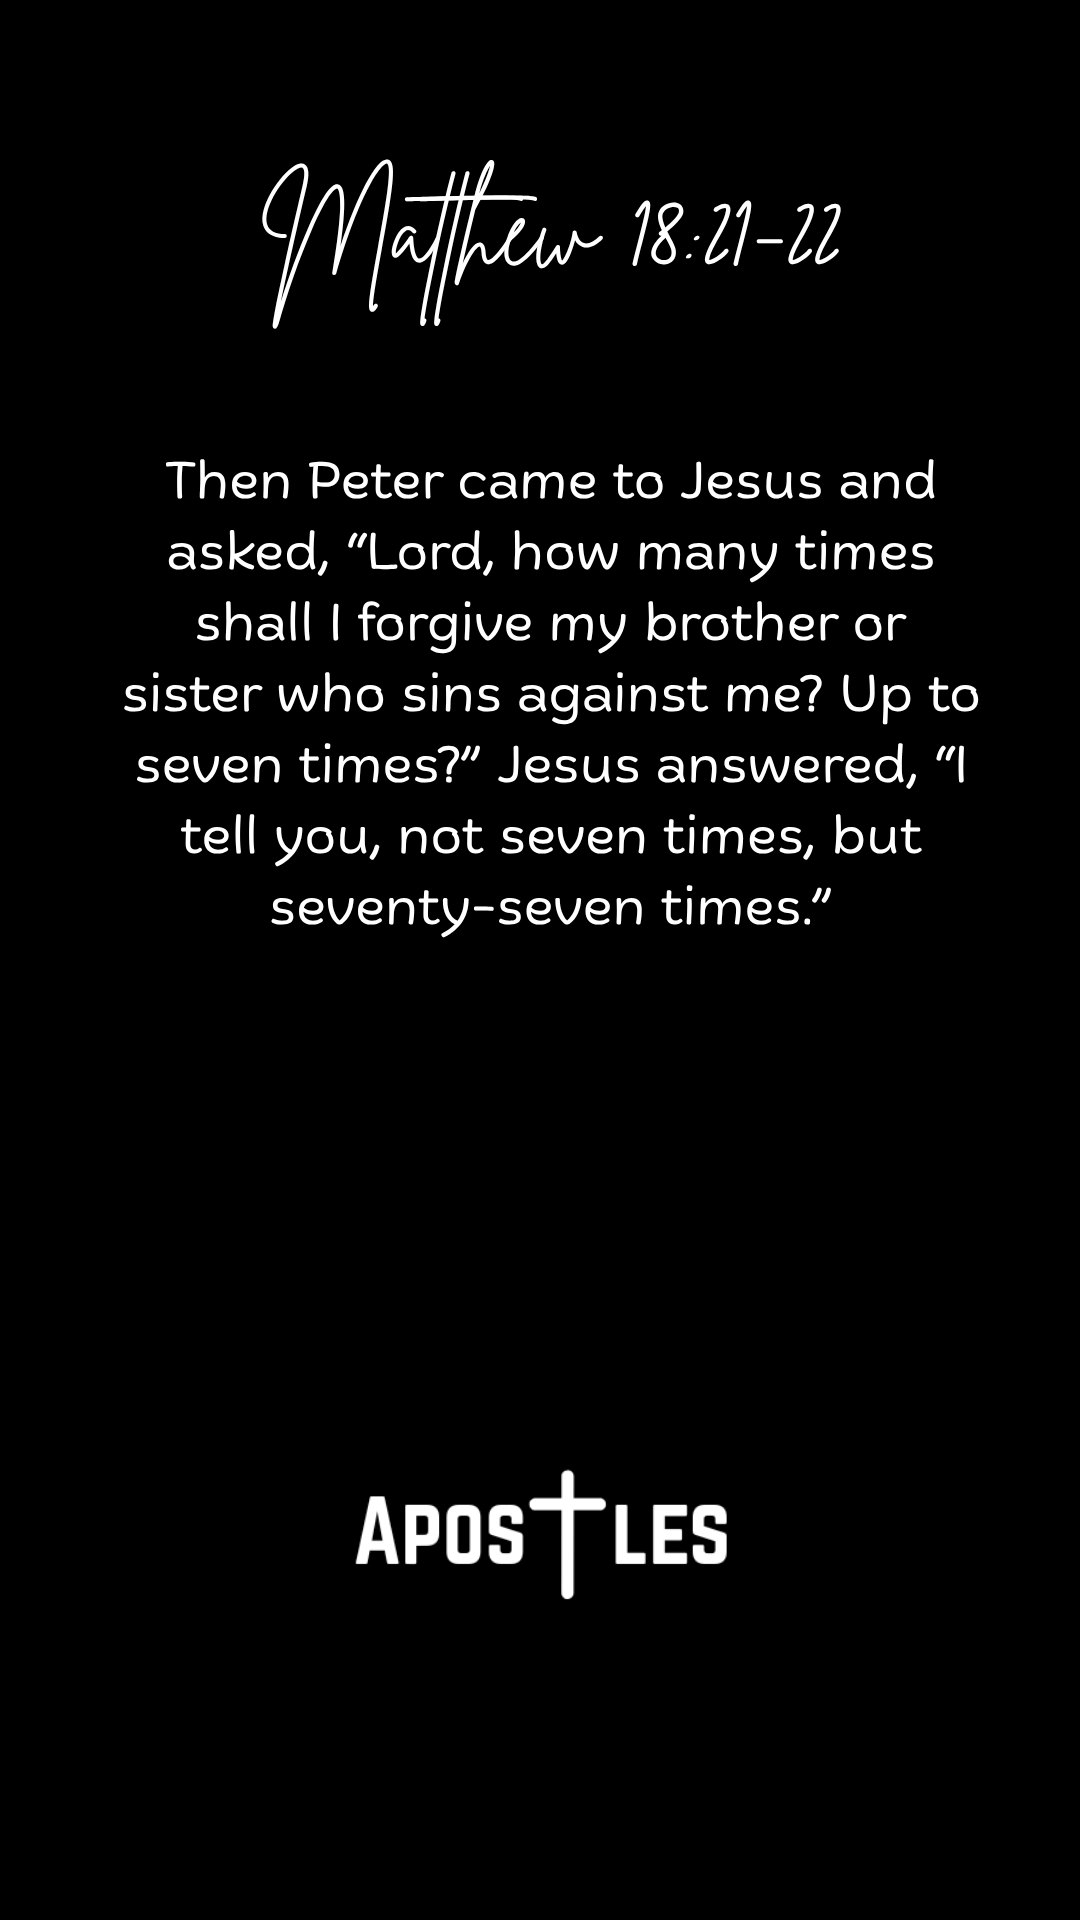 Matthew 18:21-22
Then Peter came to Jesus and
asked, “Lord, how many times
shall I forgive my brother or
sister who sins against me? Up to
seven times?” Jesus answered, “I
tell you, not seven times, but
seventy-seven times.”
APOSTLES